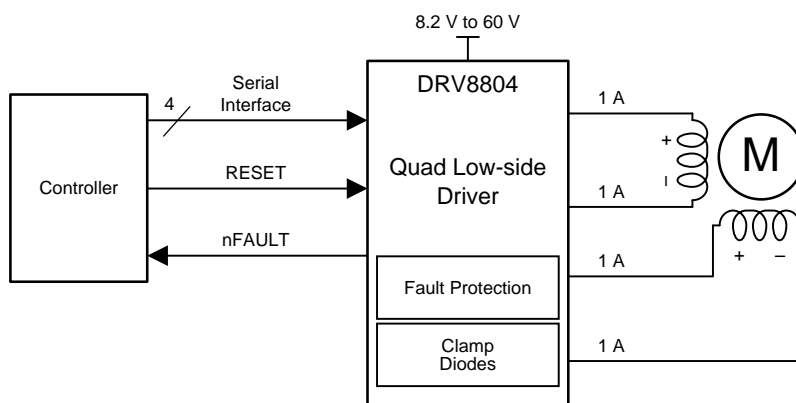 8.2 V to 60 V
DRV8804
Quad Low-side
Driver
Controller
4
Serial
Interface
RESET
nFAULT
Fault Protection
Clamp
Diodes
1 A
1 A
1 A
1 A
+
–
M
+ –